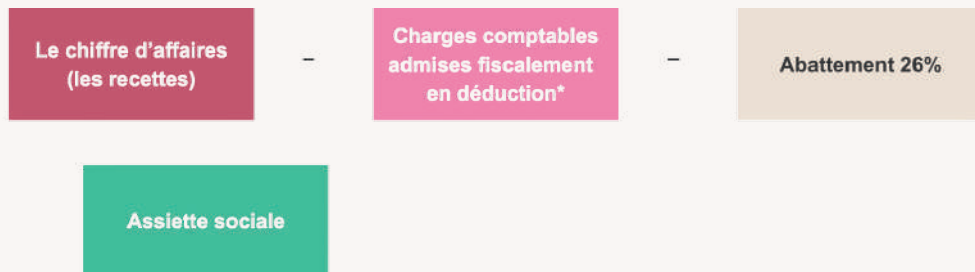 Le chiffre d’affaires
(les recettes)
–
Charges comptables
admises fiscalement
en déduction*
–
Abattement 26%
Assiette sociale